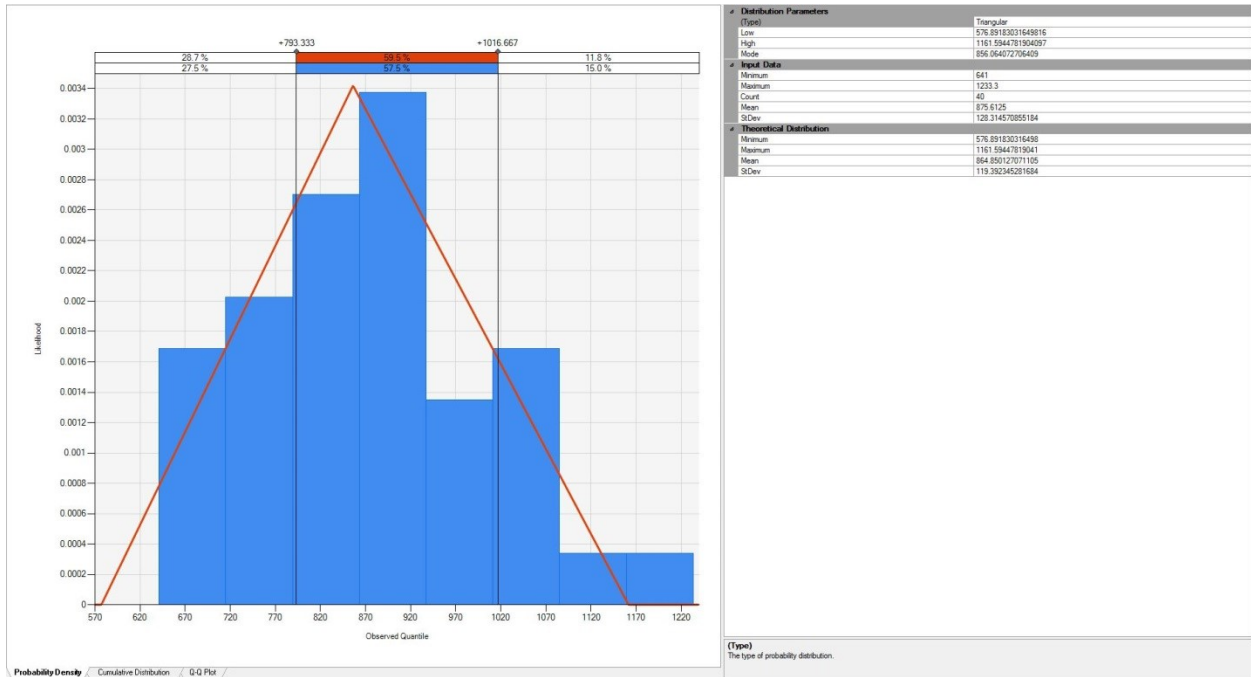 +793.333 +1016.667
28.7 % 59.5 % 11.8 %
27.5 % 57.5 % 15.0 %
0.0034
0.0032
0.003
0.0028
0.0026
0.0024
0.0022
0.002
0.0018
0.0016
0.0014
0.0012
0.001
0.0008
0.0006
0.0004
0.0002
0
Likelihood
570 620 670 720 770 820 870 920 970 1020 1070 1120 1170 1220
Observed Quantile
Probability Density Cumulative Distribution Q-Q Plot
Distribution Parameters
(Type) Triangular
Low 576.89183031649816
High 1161.5944781904097
Mode 856.064072706409
Input Data
Minimum 641
Maximum 1233.3
Count 40
Mean 875.6125
StDev 128.314570855184
Theoretical Distribution
Minimum 576.891830316498
Maximum 1161.59447819041
Mean 864.850127071105
StDev 119.392345281684
(Type)
The type of probability distribution.